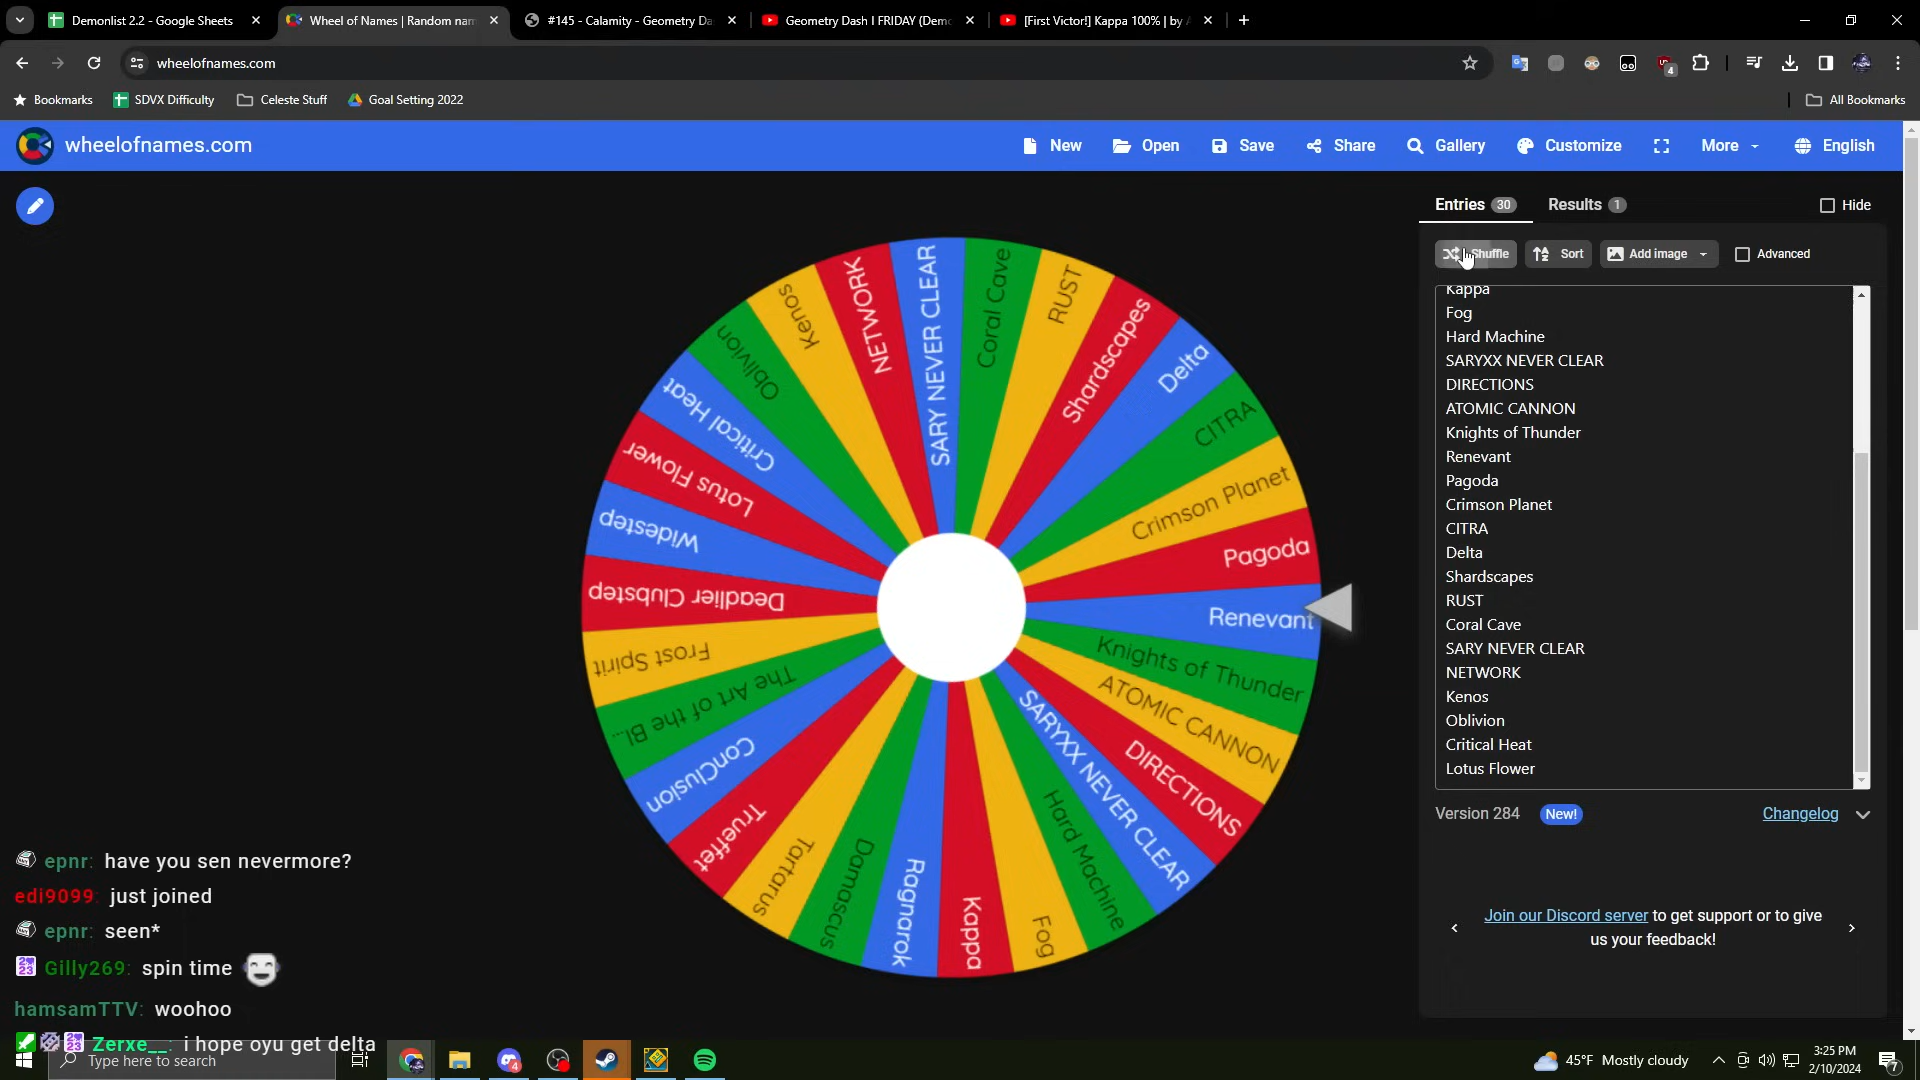 Demonlist 2.2 - Google Sheets
Wheel of Names | Random nam
#145 - Calamity - Geometry Da
Geometry Dash I FRIDAY (Demo
[First Victor!] Kappa 100% | by
wheelofnames.com
4
Bookmarks
SDVX Difficulty
Celeste Stuff
Goal Setting 2022
All Bookmarks
wheelofnames.com
New
Open
Save
Share
Gallery
Customize
More
English
Entries 30
Results 1
Hide
Shuffle
Sort
Add image
Advanced
Kappa
Fog
Hard Machine
SARYXX NEVER CLEAR
DIRECTIONS
ATOMIC CANNON
Knights of Thunder
Renevant
Pagoda
Crimson Planet
CITRA
Delta
Shardscapes
RUST
Coral Cave
SARY NEVER CLEAR
NETWORK
Kenos
Oblivion
Critical Heat
Lotus Flower
SARY NEVER CLEAR
Coral Cave
RUST
Shardscapes
Delta
CITRA
Crimson Planet
Pagoda
Renevant
Knights of Thunder
ATOMIC CANNON
DIRECTIONS
SARYXX NEVER CLEAR
Hard Machine
Fog
Kappa
Ragnarok
Damascus
Tartarus
Trueffet
ConClusion
The Art of the Bl...
Frost Spirit
Deadlier Clubstep
Widestep
Lotus Flower
Critical Heat
Oblivion
Kenos
NETWORK
Version 284
New!
Changelog
Join our Discord server to get support or to give
us your feedback!
epnr: have you sen nevermore?
edi9099: just joined
epnr: seen*
Gilly269: spin time
hamsamTTV: woohoo
Zerxe__: i hope oyu get delta
Type here to search
4
45°F Mostly cloudy
3:25 PM
2/10/2024
7